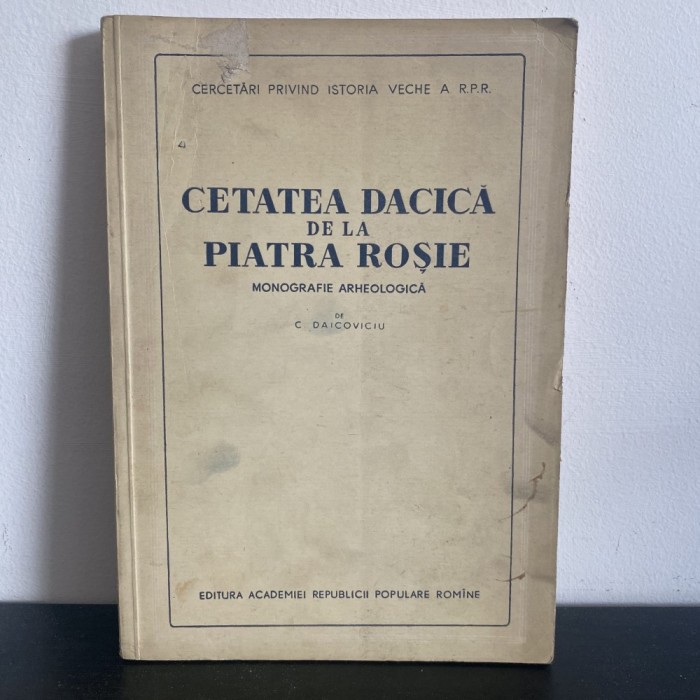 CERCETĂRI PRIVIND ISTORIA VECHE A R.P.R.
CETATEA DACICĂ
DE LA
PIATRA ROȘIE
MONOGRAFIE ARHEOLOGICĂ
DE
C. DAICOVICIU
EDITURA ACADEMIEI REPUBLICII POPULARE ROMÎNE